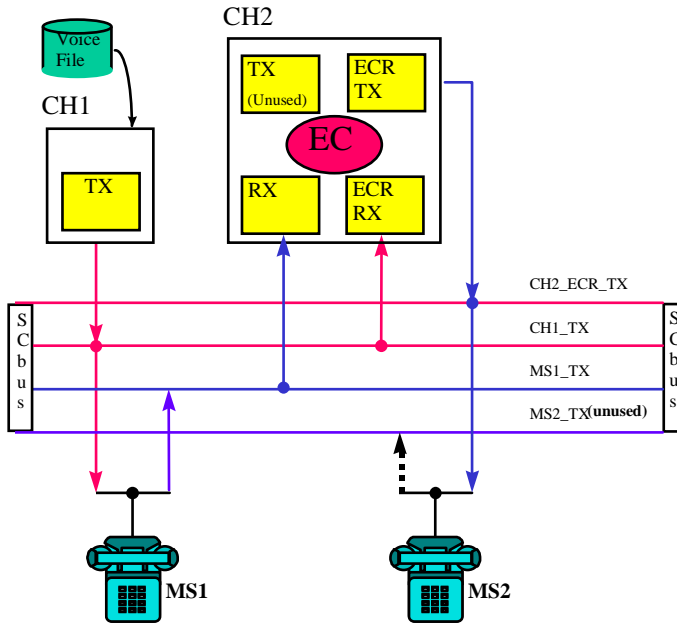 CH2
Voice
File
TX
(Unused)
ECR
TX
CH1
EC
TX
RX
ECR
RX
CH2_ECR_TX
S
C
b
u
s
CH1_TX
S
C
b
u
s
MS1_TX
MS2_TX(unused)
MS1
MS2